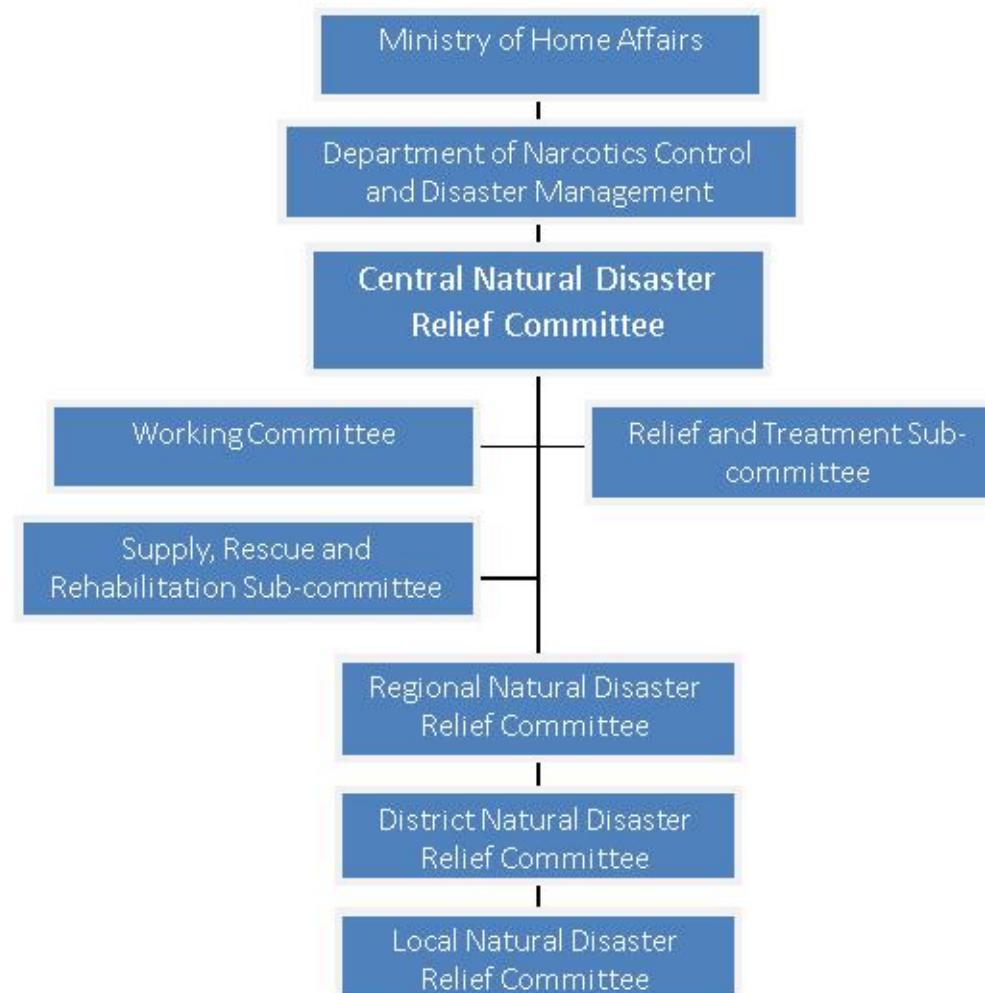 Ministry of Home Affairs
Department of Narcotics Control
and Disaster Management
Central Natural Disaster
Relief Committee
Working Committee
Relief and Treatment Sub-
committee
Supply, Rescue and
Rehabilitation Sub-committee
Regional Natural Disaster
Relief Committee
District Natural Disaster
Relief Committee
Local Natural Disaster
Relief Committee